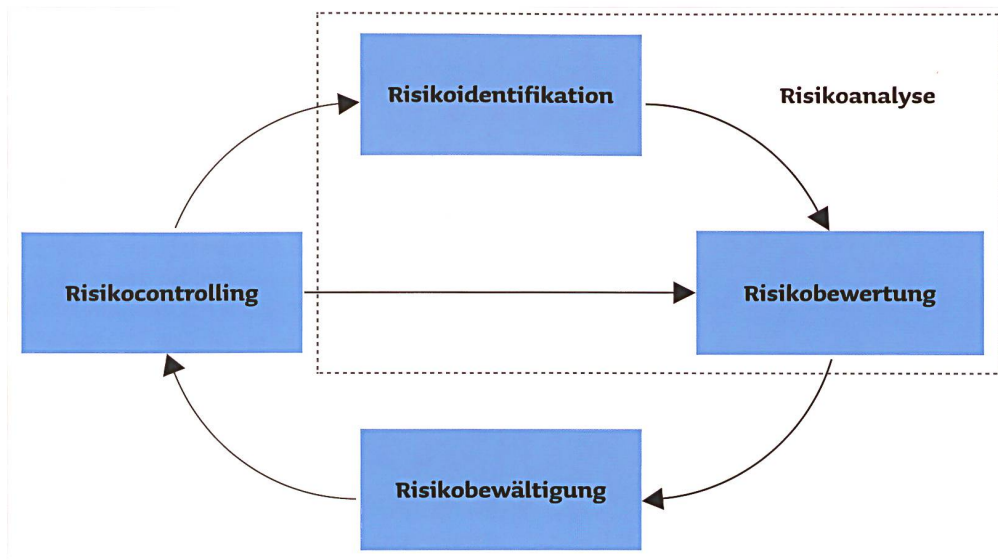 Risikoidentifikation
Risikoanalyse
Risikocontrolling
Risikobewertung
Risikobewältigung